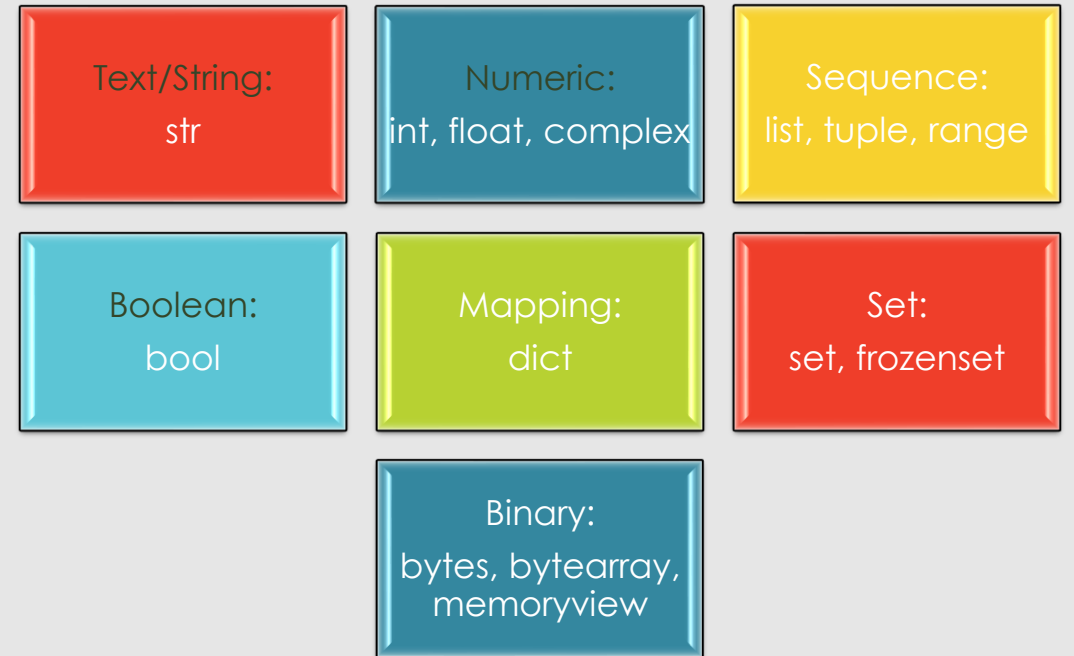 Text/String:
str
Numeric:
int, float, complex
Sequence:
list, tuple, range
Boolean:
bool
Mapping:
dict
Set:
set, frozenset
Binary:
bytes, bytearray,
memoryview